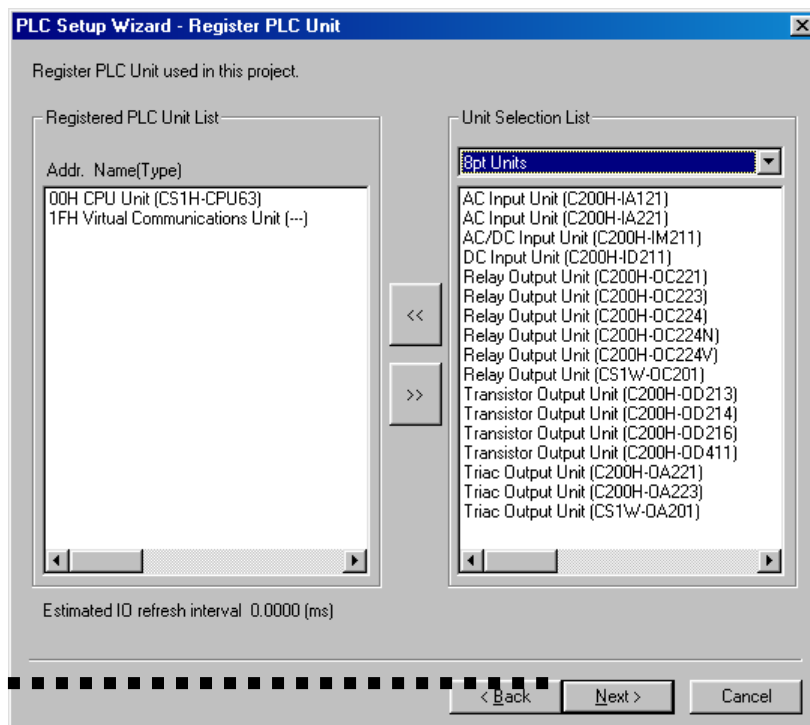 PLC Setup Wizard - Register PLC Unit
Register PLC Unit used in this project.
Registered PLC Unit List
Addr. Name(Type)
00H CPU Unit (CS1H-CPU63)
1FH Virtual Communications Unit (---)
<<
>>
Unit Selection List
8pt Units
AC Input Unit (C200H-IA121)
AC Input Unit (C200H-IA221)
AC/DC Input Unit (C200H-IM211)
DC Input Unit (C200H-ID211)
Relay Output Unit (C200H-OC221)
Relay Output Unit (C200H-OC223)
Relay Output Unit (C200H-OC224)
Relay Output Unit (C200H-OC224N)
Relay Output Unit (C200H-OC224V)
Relay Output Unit (CS1W-OC201)
Transistor Output Unit (C200H-OD213)
Transistor Output Unit (C200H-OD214)
Transistor Output Unit (C200H-OD216)
Transistor Output Unit (C200H-OD411)
Triac Output Unit (C200H-OA221)
Triac Output Unit (C200H-OA223)
Triac Output Unit (CS1W-OA201)
Estimated IO refresh interval 0.0000 (ms)
< Back
Next >
Cancel